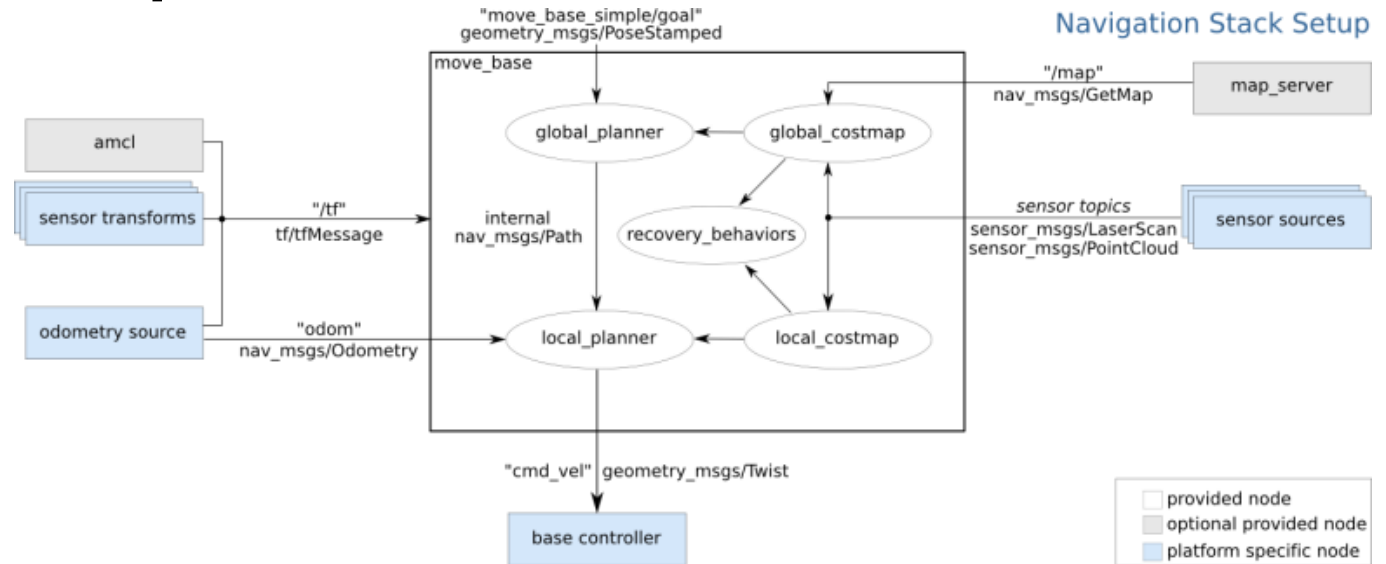 "move_base_simple/goal"
geometry_msgs/PoseStamped
Navigation Stack Setup
move_base
"/map"
nav_msgs/GetMap
map_server
amcl
global_planner
global_costmap
sensor transforms
"/tf"
tf/tfMessage
internal
nav_msgs/Path
recovery_behaviors
sensor topics
sensor_msgs/LaserScan
sensor_msgs/PointCloud
sensor sources
odometry source
"odom"
nav_msgs/Odometry
local_planner
local_costmap
"cmd_vel" geometry_msgs/Twist
base controller
provided node
optional provided node
platform specific node